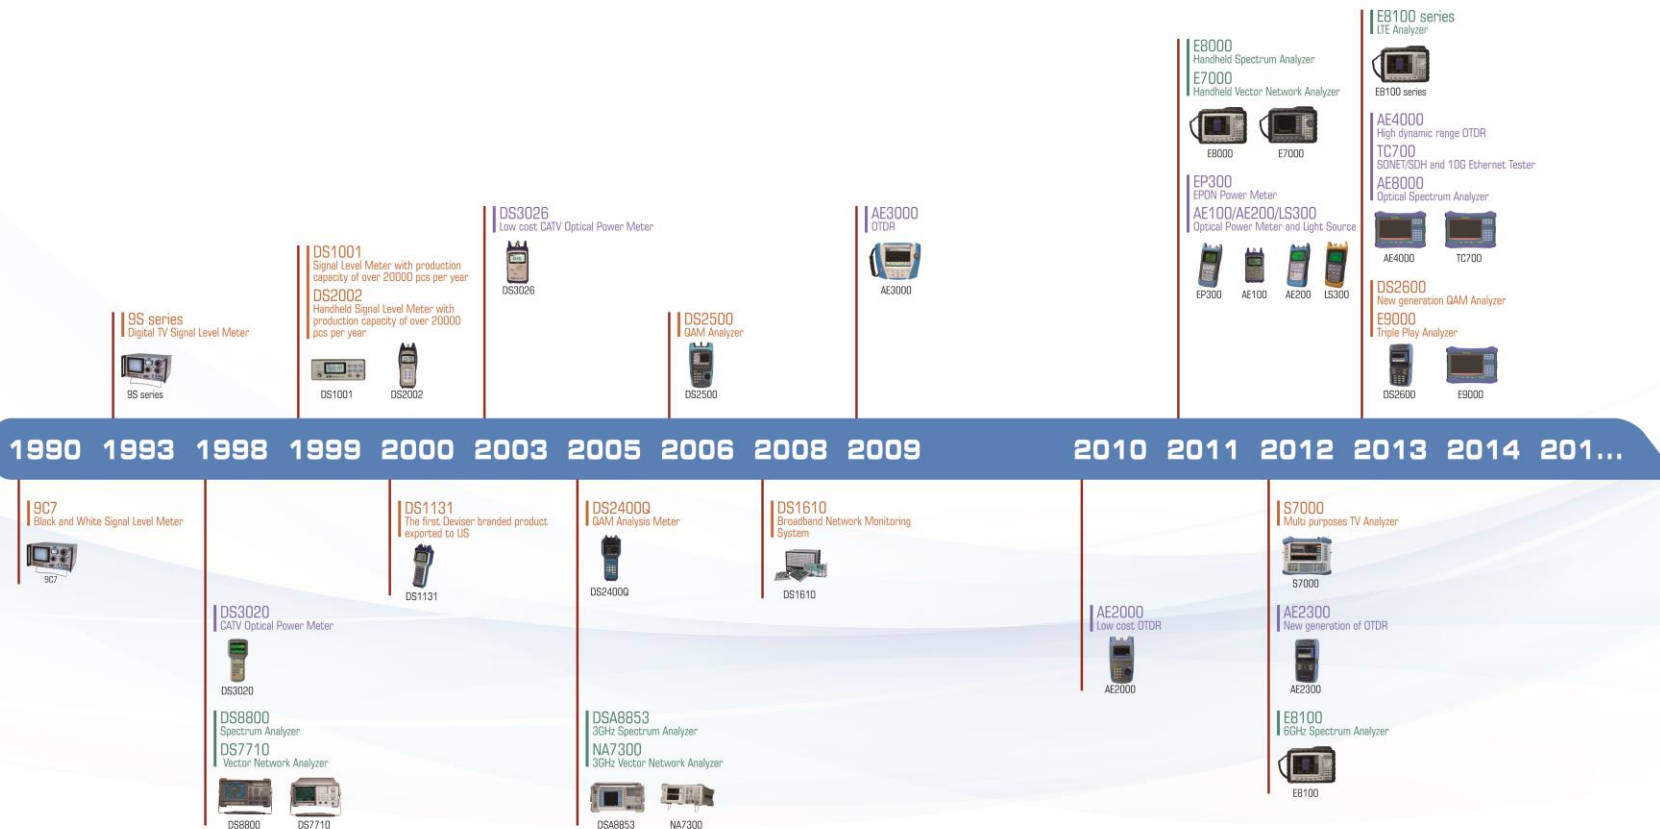 E8100 series
LTE Analyzer
E8100 series
AE4000
High dynamic range OTDR
TC700
SONET/SDH and 10G Ethernet Tester
AE8000
Optical Spectrum Analyzer
AE4000 TC700
DS2600
New generation QAM Analyzer
E9000
Triple Play Analyzer
DS2600 E9000
E8000
Handheld Spectrum Analyzer
E7000
Handheld Vector Network Analyzer
E8000 E7000
EP300
EPON Power Meter
AE100/AE200/LS300
Optical Power Meter and Light Source
EP300 AE100 AE200 LS300
AE3000
OTDR
AE3000
DS3026
Low cost CATV Optical Power Meter
DS3026
DS1001
Signal Level Meter with production
capacity of over 20000 pcs per year
DS2002
Handheld Signal Level Meter with
production capacity of over 20000
pcs per year
DS1001 DS2002
9S series
Digital TV Signal Level Meter
9S series
DS2500
QAM Analyzer
DS2500
1990 1993 1998 1999 2000 2003 2005 2006 2008 2009 2010 2011 2012 2013 2014 201...
9C7
Black and White Signal Level Meter
9C7
DS3020
CATV Optical Power Meter
DS3020
DS8800
Spectrum Analyzer
DS7710
Vector Network Analyzer
DS8800 DS7710
DS1131
The first Deviser branded product
exported to US
DS1131
DS2400Q
QAM Analysis Meter
DS2400Q
DSA8853
3GHz Spectrum Analyzer
NA7300
3GHz Vector Network Analyzer
DSA8853 NA7300
DS1610
Broadband Network Monitoring
System
DS1610
AE2000
Low cost OTDR
AE2000
S7000
Multi purposes TV Analyzer
S7000
AE2300
New generation of OTDR
AE2300
E8100
6GHz Spectrum Analyzer
E8100